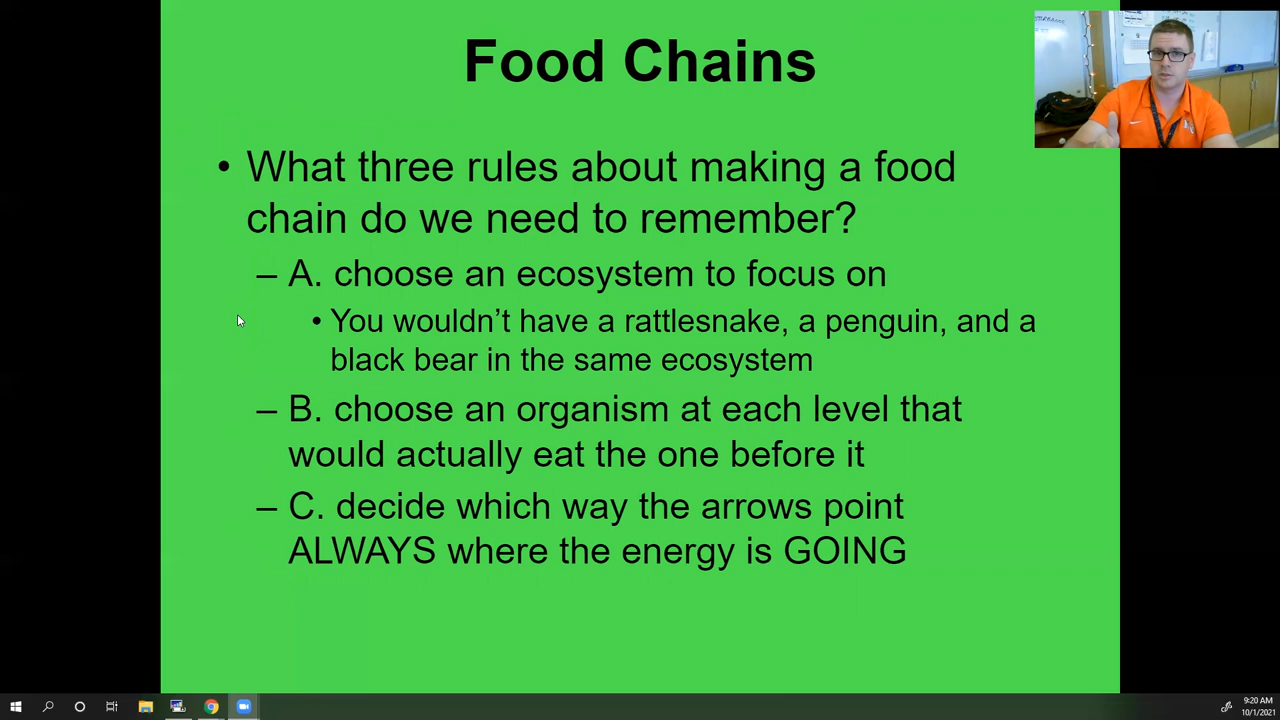 Food Chains
• What three rules about making a food
chain do we need to remember?
– A. choose an ecosystem to focus on
• You wouldn't have a rattlesnake, a penguin, and a
black bear in the same ecosystem
– B. choose an organism at each level that
would actually eat the one before it
– C. decide which way the arrows point
ALWAYS where the energy is GOING
9:20 AM
10/1/2021